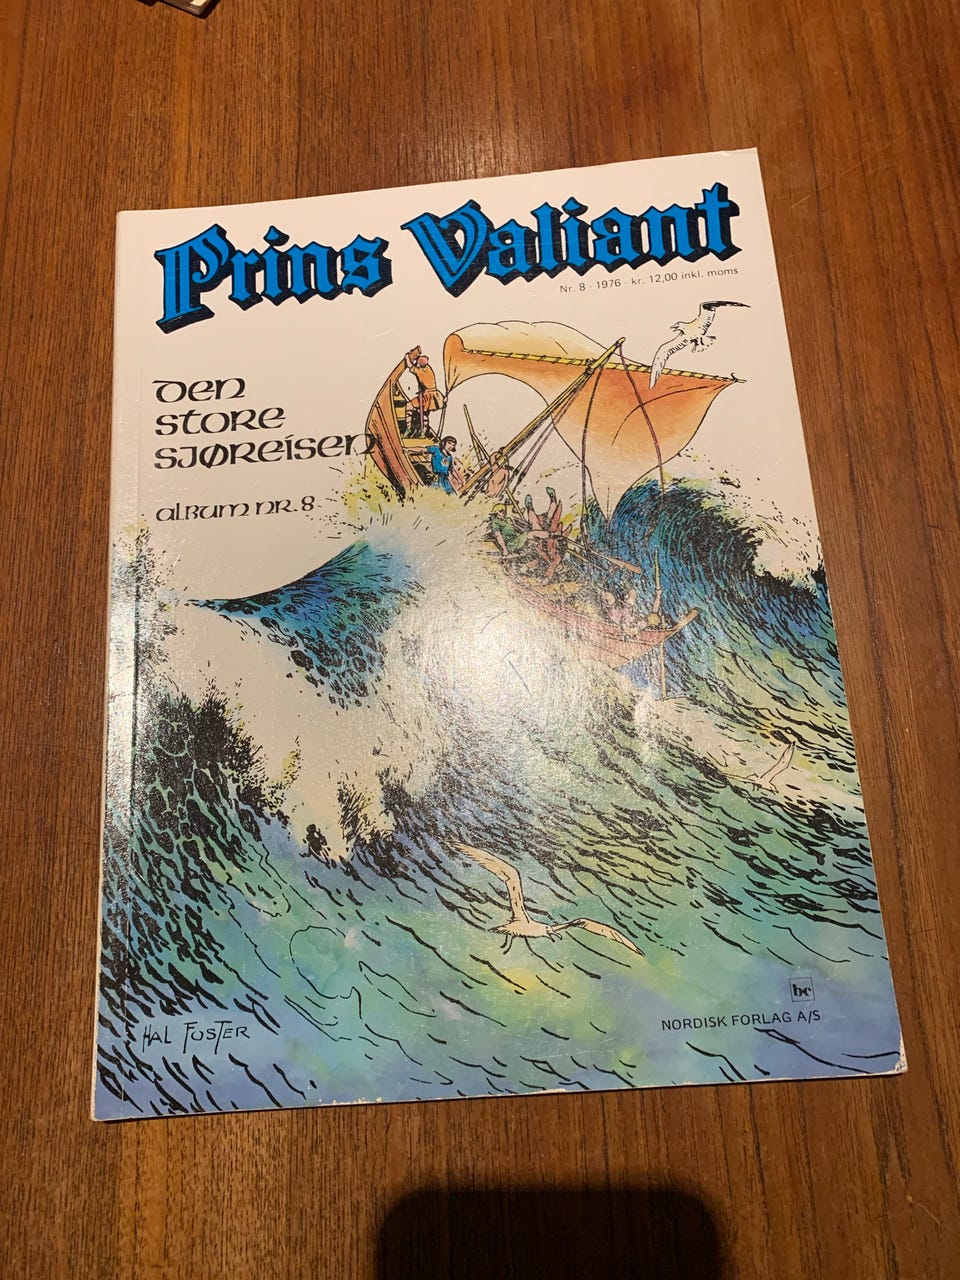 Prins Valiant
Nr. 8 · 1976 · kr. 12,00 inkl. moms
Den
store
sjøreisen
album nr. 8
HAL FOSTER
bc
NORDISK FORLAG A/S